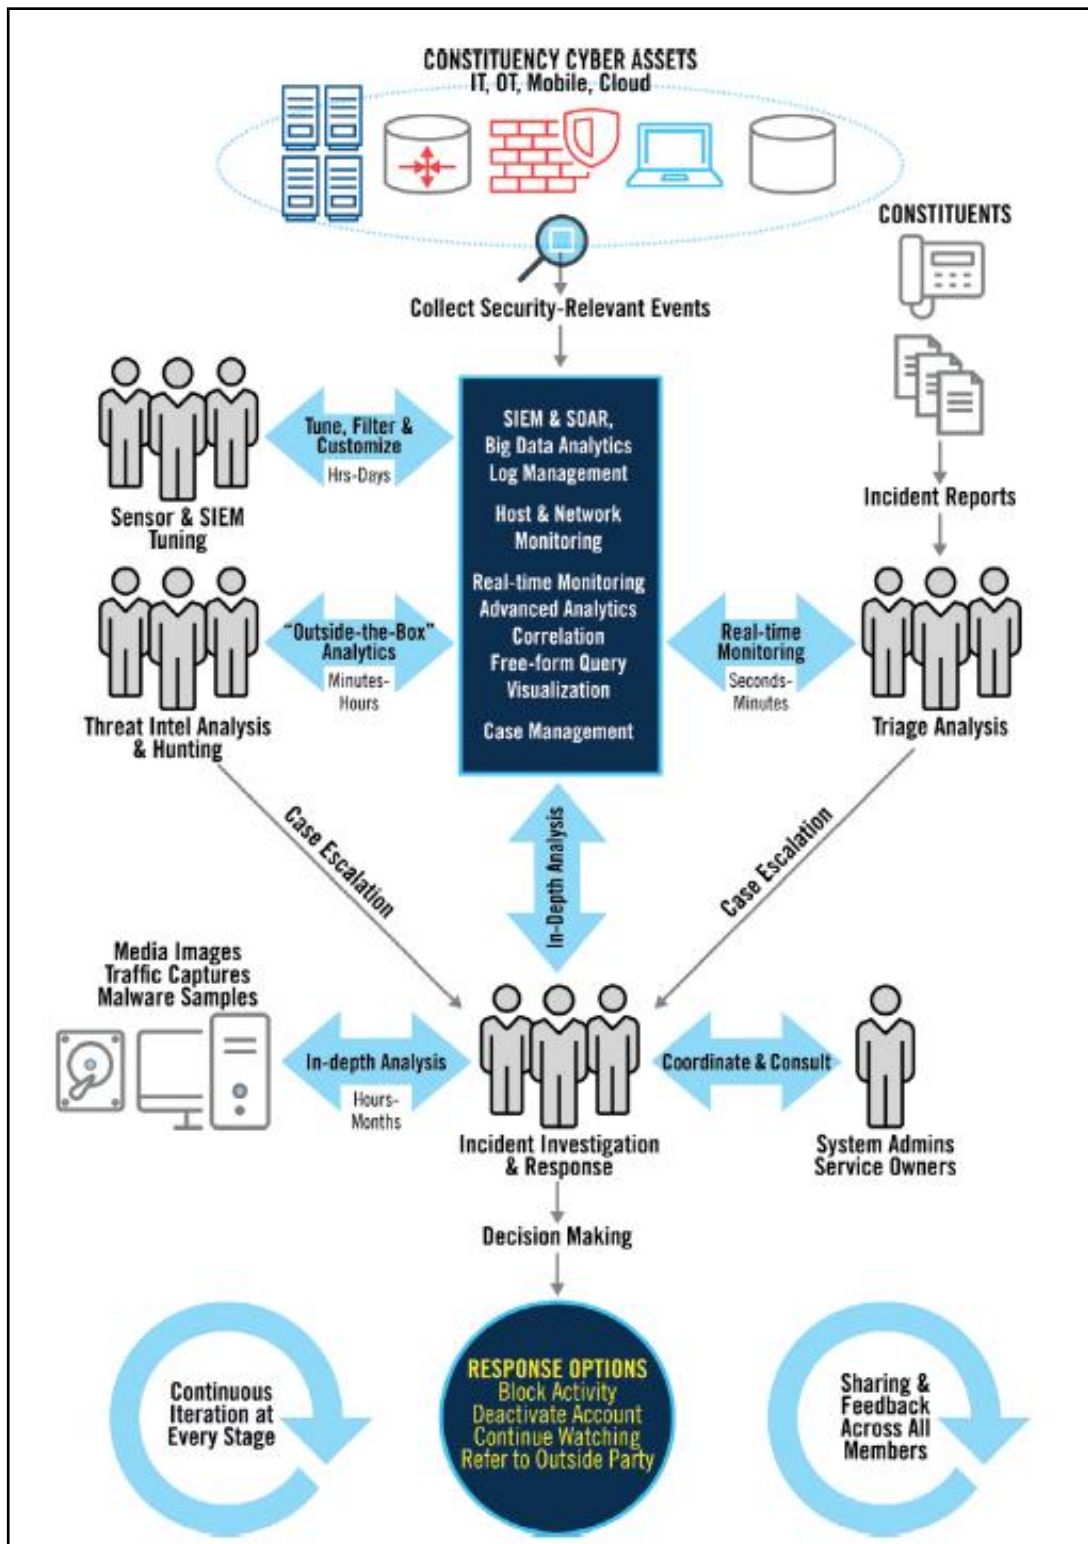 CONSTITUENCY CYBER ASSETS
IT, OT, Mobile, Cloud
CONSTITUENTS
Collect Security-Relevant Events
Incident Reports
Tune, Filter &
Customize
Hrs-Days
Sensor & SIEM
Tuning
SIEM & SOAR,
Big Data Analytics
Log Management
Host & Network
Monitoring
Real-time Monitoring
Advanced Analytics
Correlation
Free-form Query
Visualization
Case Management
"Outside-the-Box"
Analytics
Minutes-
Hours
Threat Intel Analysis
& Hunting
Real-time
Monitoring
Seconds-
Minutes
Triage Analysis
Case Escalation
In-Depth Analysis
Case Escalation
Media Images
Traffic Captures
Malware Samples
In-depth Analysis
Hours-
Months
Incident Investigation
& Response
Coordinate & Consult
System Admins
Service Owners
Decision Making
Continuous
Iteration at
Every Stage
RESPONSE OPTIONS
Block Activity
Deactivate Account
Continue Watching
Refer to Outside Party
Sharing &
Feedback
Across All
Members